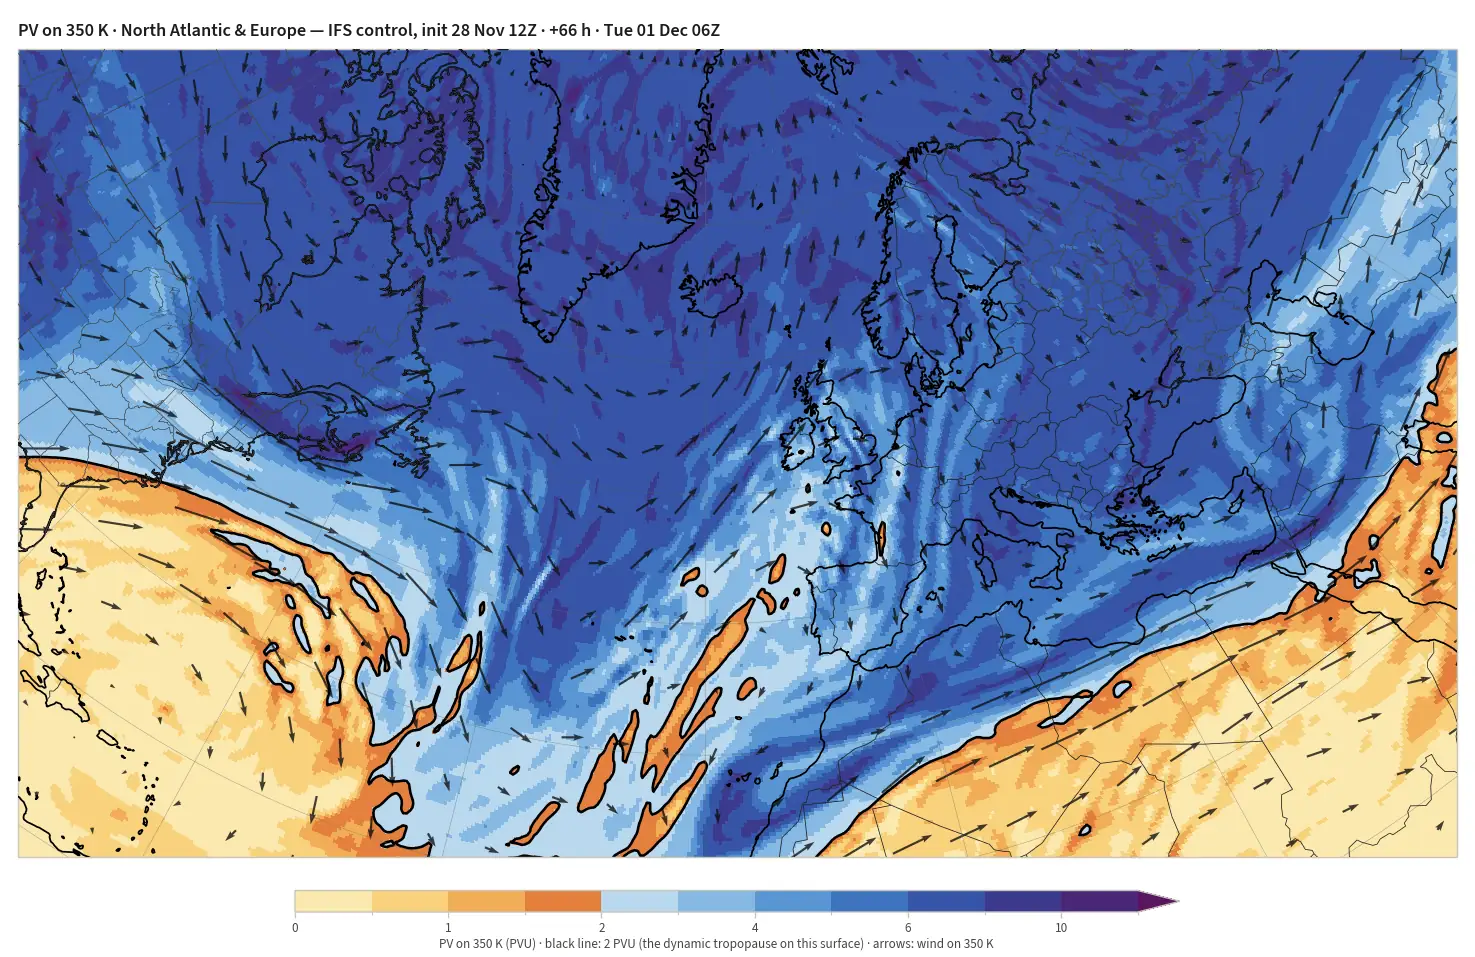 PV on 350 K · North Atlantic & Europe — IFS control, init 28 Nov 12Z · +66 h · Tue 01 Dec 06Z
0 1 2 4 6 10
PV on 350 K (PVU) · black line: 2 PVU (the dynamic tropopause on this surface) · arrows: wind on 350 K